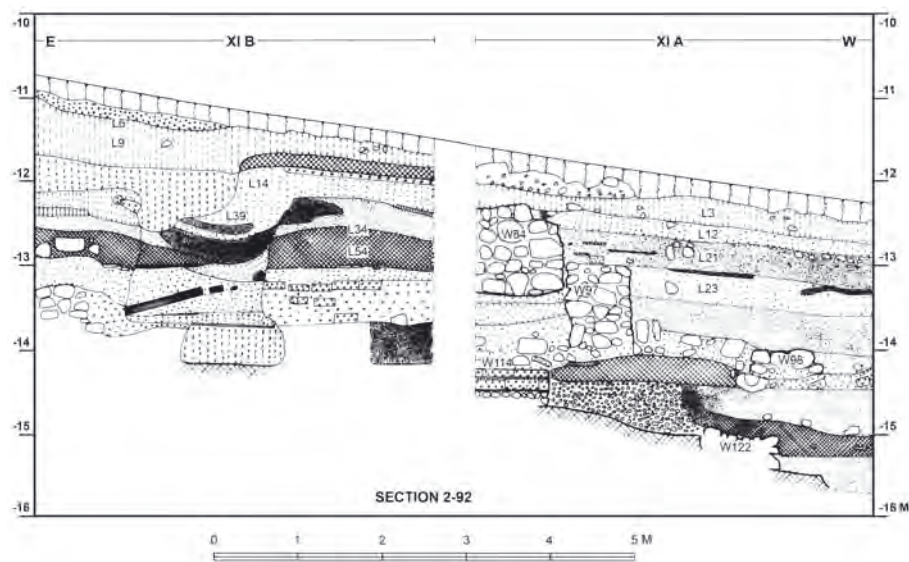 -10 -10
E XI B XI A W
-11 -11
L6
L9
-12 -12
L14
L3
L39 W84 L12
L34
L54 L21
-13 -13
W97 L23
-14 -14
W114 W98
-15 -15
W122
-16 -16 M
SECTION 2-92
0 1 2 3 4 5 M